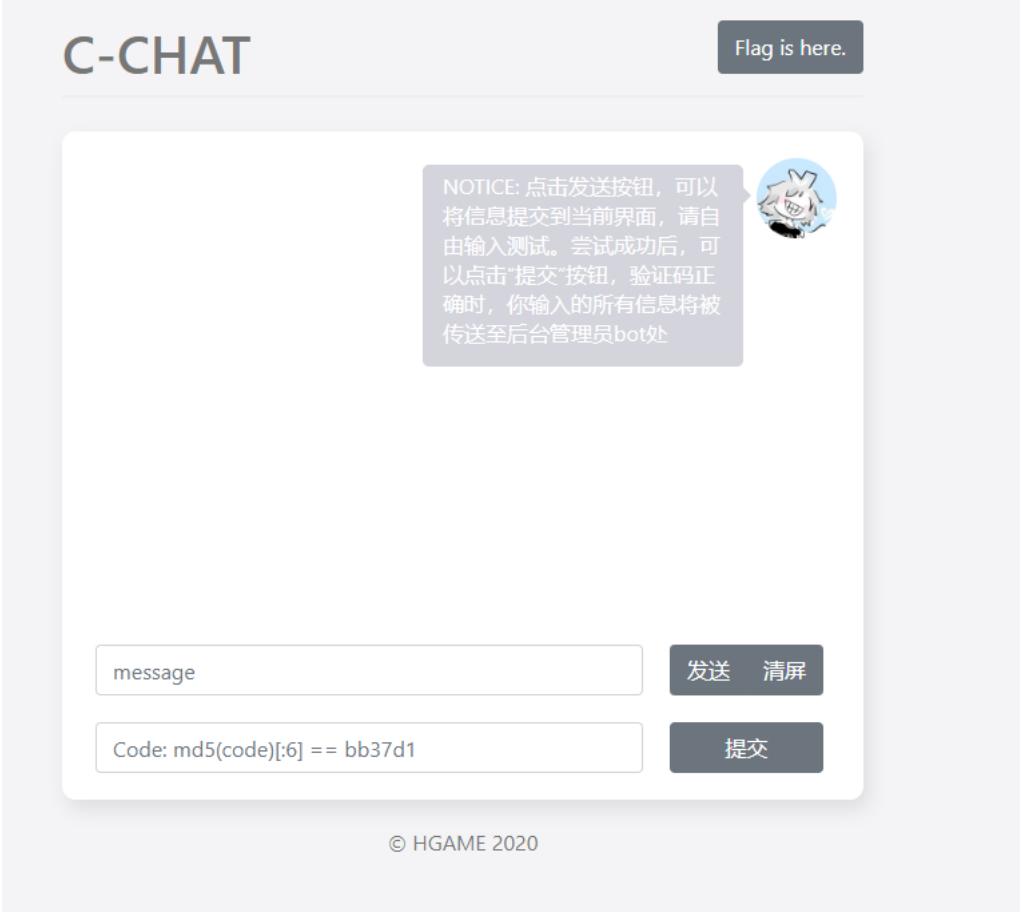 C-CHAT
Flag is here.
NOTICE: 点击发送按钮，可以
将信息提交到当前界面，请自
由输入测试。尝试成功后，可
以点击“提交”按钮，验证码正
确时，你输入的所有信息将被
传送至后台管理员bot处
message
发送 清屏
Code: md5(code)[:6] == bb37d1
提交
© HGAME 2020